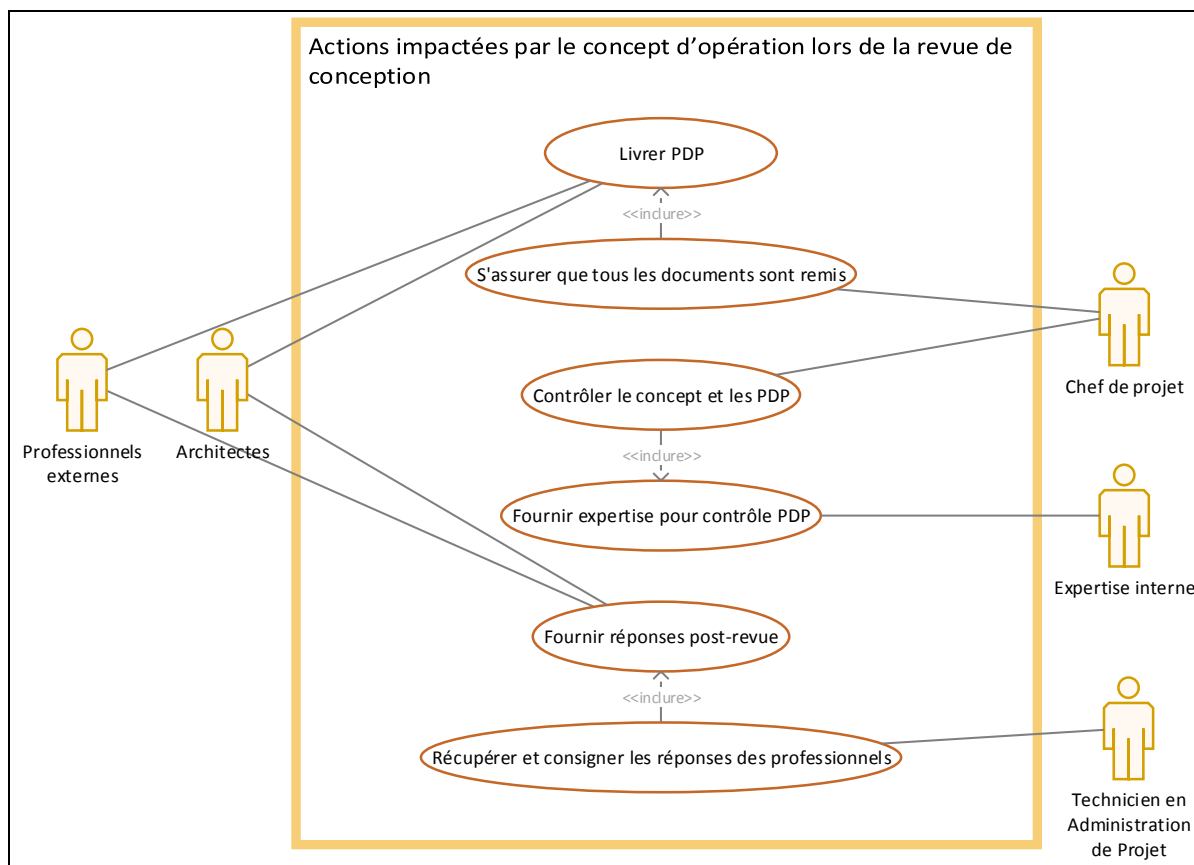 Actions impactées par le concept d’opération lors de la revue de
conception
Livrer PDP
<<inclure>>
S'assurer que tous les documents sont remis
Contrôler le concept et les PDP
Chef de projet
Professionnels
externes
Architectes
<<inclure>>
Fournir expertise pour contrôle PDP
Expertise interne
Fournir réponses post-revue
<<inclure>>
Récupérer et consigner les réponses des professionnels
Technicien en
Administration
de Projet